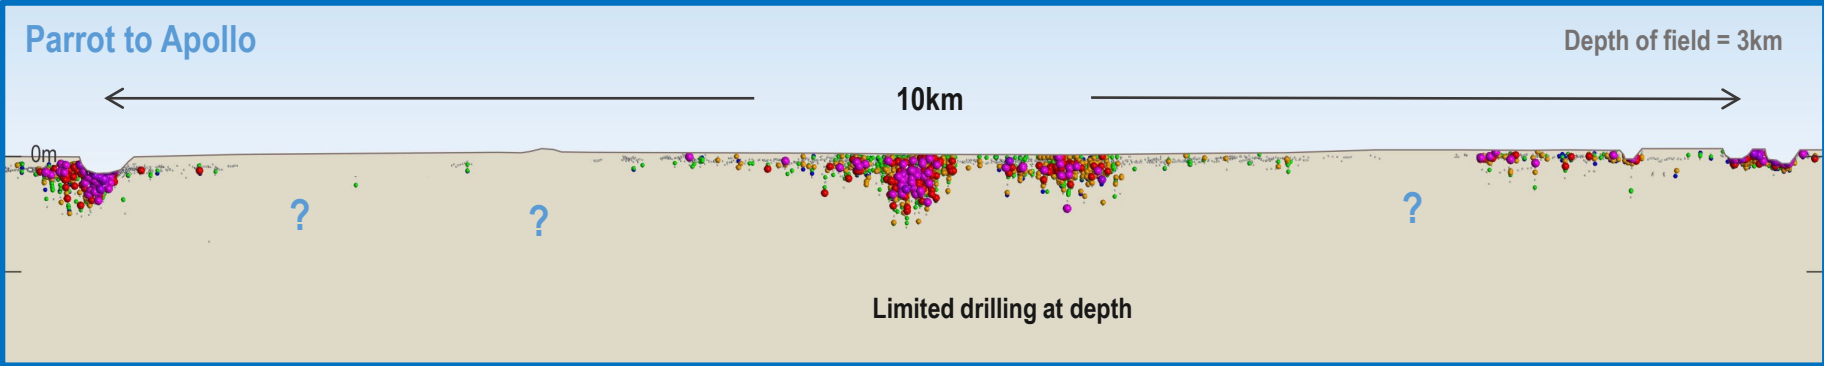 Parrot to Apollo
Depth of field = 3km
10km
0m
?
?
?
Limited drilling at depth